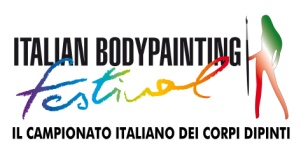 ITALIAN BODYPAINTING
festival
IL CAMPIONATO ITALIANO DEI CORPI DIPINTI